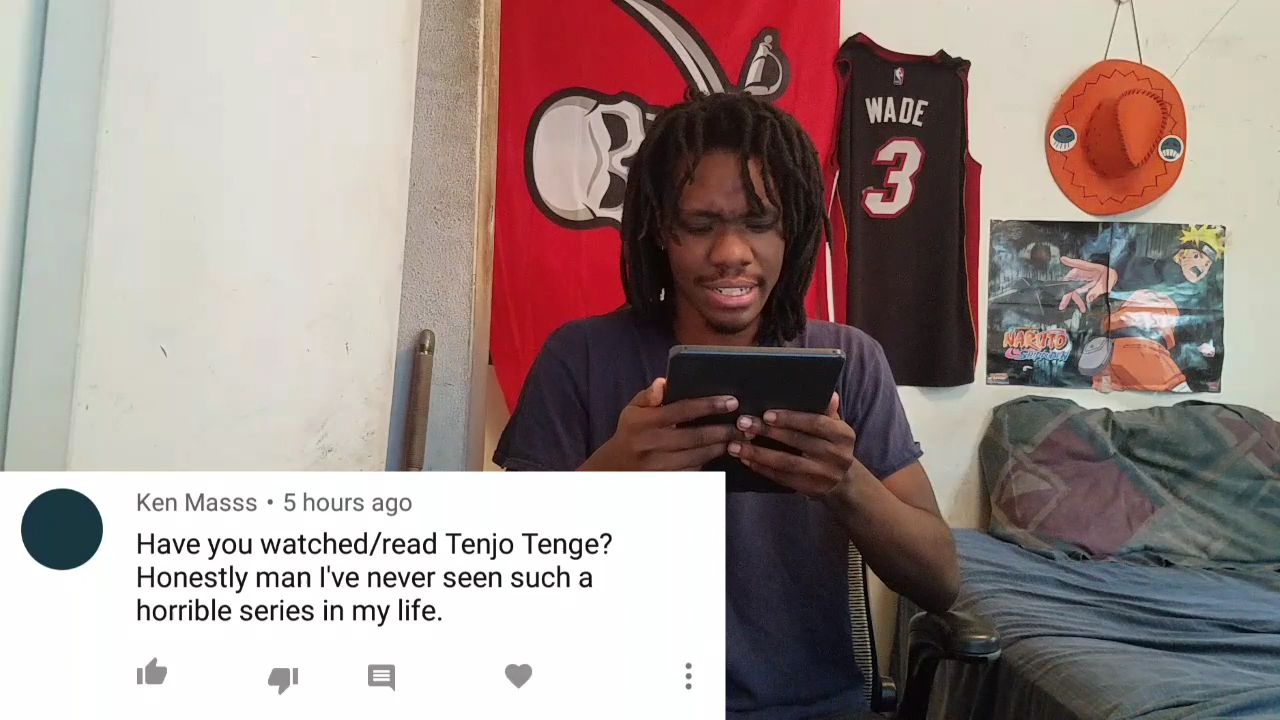 WADE
3
NARUTO
Ken Masss • 5 hours ago
Have you watched/read Tenjo Tenge?
Honestly man I've never seen such a
horrible series in my life.